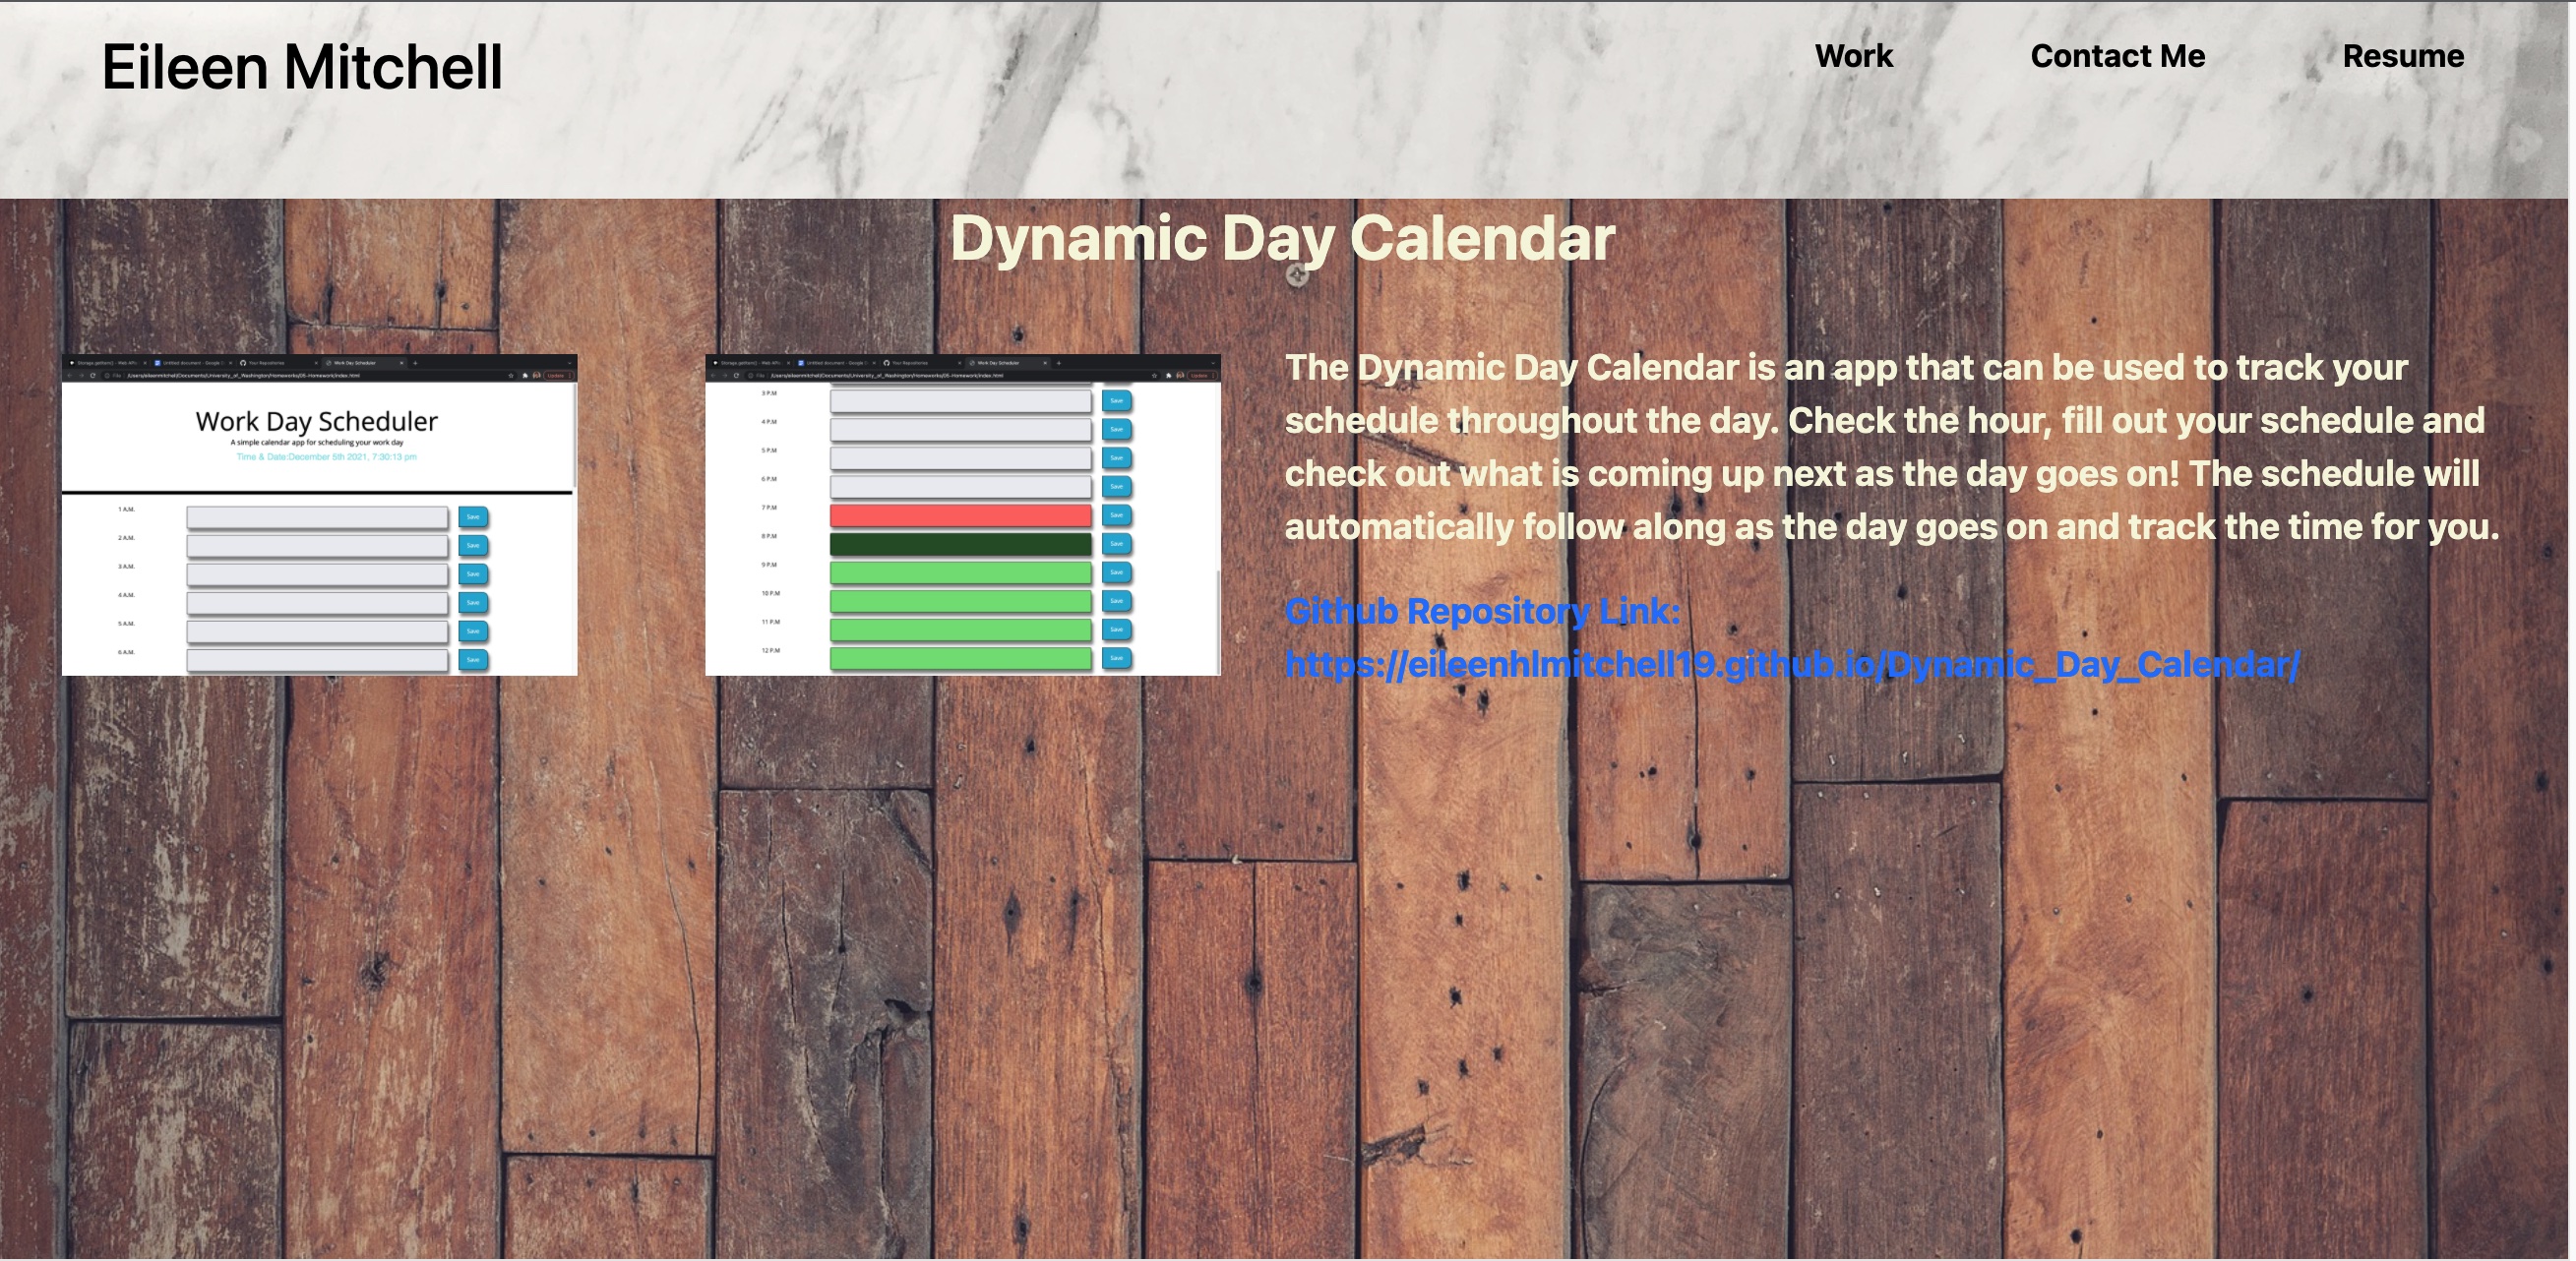 Eileen Mitchell
Work
Contact Me
Resume
Dynamic Day Calendar
Work Day Scheduler
Work Day Scheduler
A simple calendar app for scheduling your work day
Time & Date:December 5th 2021, 7:30:13 pm
1 A.M. Save
2 A.M. Save
3 A.M. Save
4 A.M. Save
5 A.M. Save
6 A.M. Save
Work Day Scheduler
3 P.M Save
4 P.M Save
5 P.M Save
6 P.M Save
7 P.M Save
8 P.M Save
9 P.M Save
10 P.M Save
11 P.M Save
12 P.M Save
The Dynamic Day Calendar is an app that can be used to track your
schedule throughout the day. Check the hour, fill out your schedule and
check out what is coming up next as the day goes on! The schedule will
automatically follow along as the day goes on and track the time for you.
Github Repository Link:
https://eileenhlmitchell19.github.io/Dynamic_Day_Calendar/